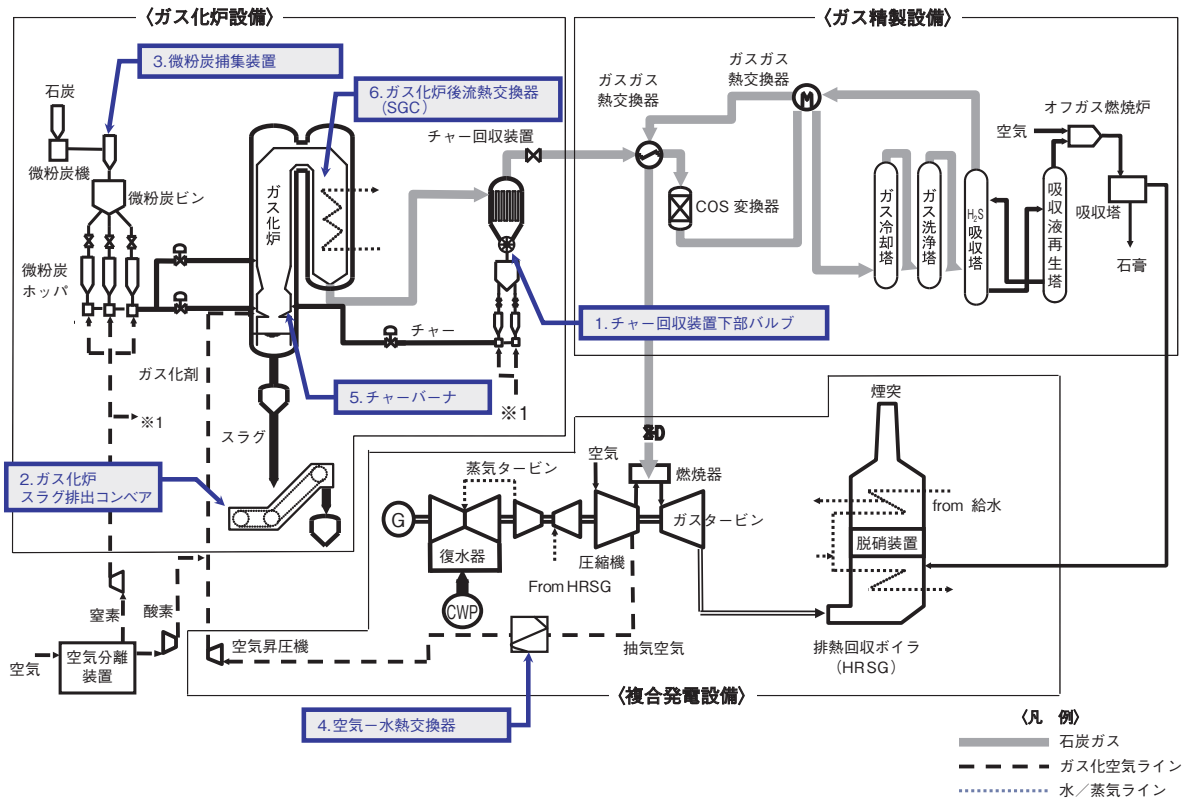 〈ガス化炉設備〉
〈ガス精製設備〉
3.微粉炭捕集装置
石炭
微粉炭機
微粉炭ビン
微粉炭
ホッパ
6.ガス化炉後流熱交換器
(SGC)
チャー回収装置
ガス化炉
ガスガス
熱交換器
ガスガス
熱交換器
COS 変換器
ガス冷却塔
ガス洗浄塔
H₂S吸収塔
吸収液再生塔
空気
オフガス燃焼炉
吸収塔
石膏
1.チャー回収装置下部バルブ
チャー
ガス化剤
※1
5.チャーバーナ
※1
スラグ
2.ガス化炉
スラグ排出コンベア
蒸気タービン
空気
燃焼器
ガスタービン
G
復水器
圧縮機
From HRSG
CWP
煙突
from 給水
脱硝装置
排熱回収ボイラ
(HRSG)
窒素
酸素
空気
空気分離
装置
空気昇圧機
抽気空気
4.空気ー水熱交換器
〈複合発電設備〉
〈凡 例〉
石炭ガス
ガス化空気ライン
水／蒸気ライン